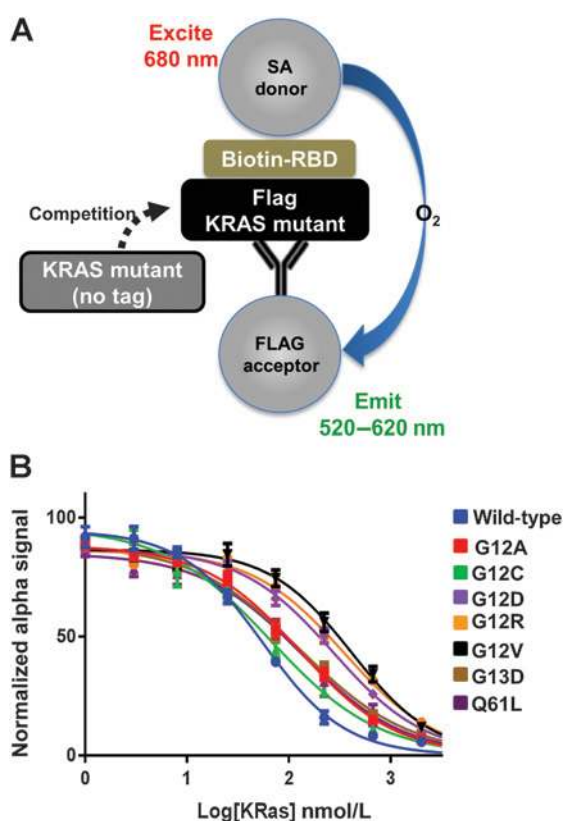 A
Excite
680 nm
SA
donor
Biotin-RBD
Flag
KRAS mutant
Competition
KRAS mutant
(no tag)
O2
FLAG
acceptor
Emit
520–620 nm
B
Normalized alpha signal
100
50
0
0
1
2
3
Log[KRas] nmol/L
Wild-type
G12A
G12C
G12D
G12R
G12V
G13D
Q61L